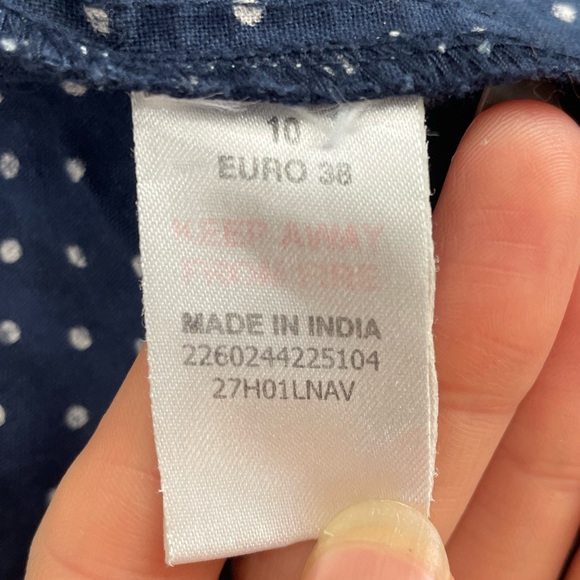 10
EURO 38
KEEP AWAY
FROM FIRE
MADE IN INDIA
2260244225104
27H01LNAV